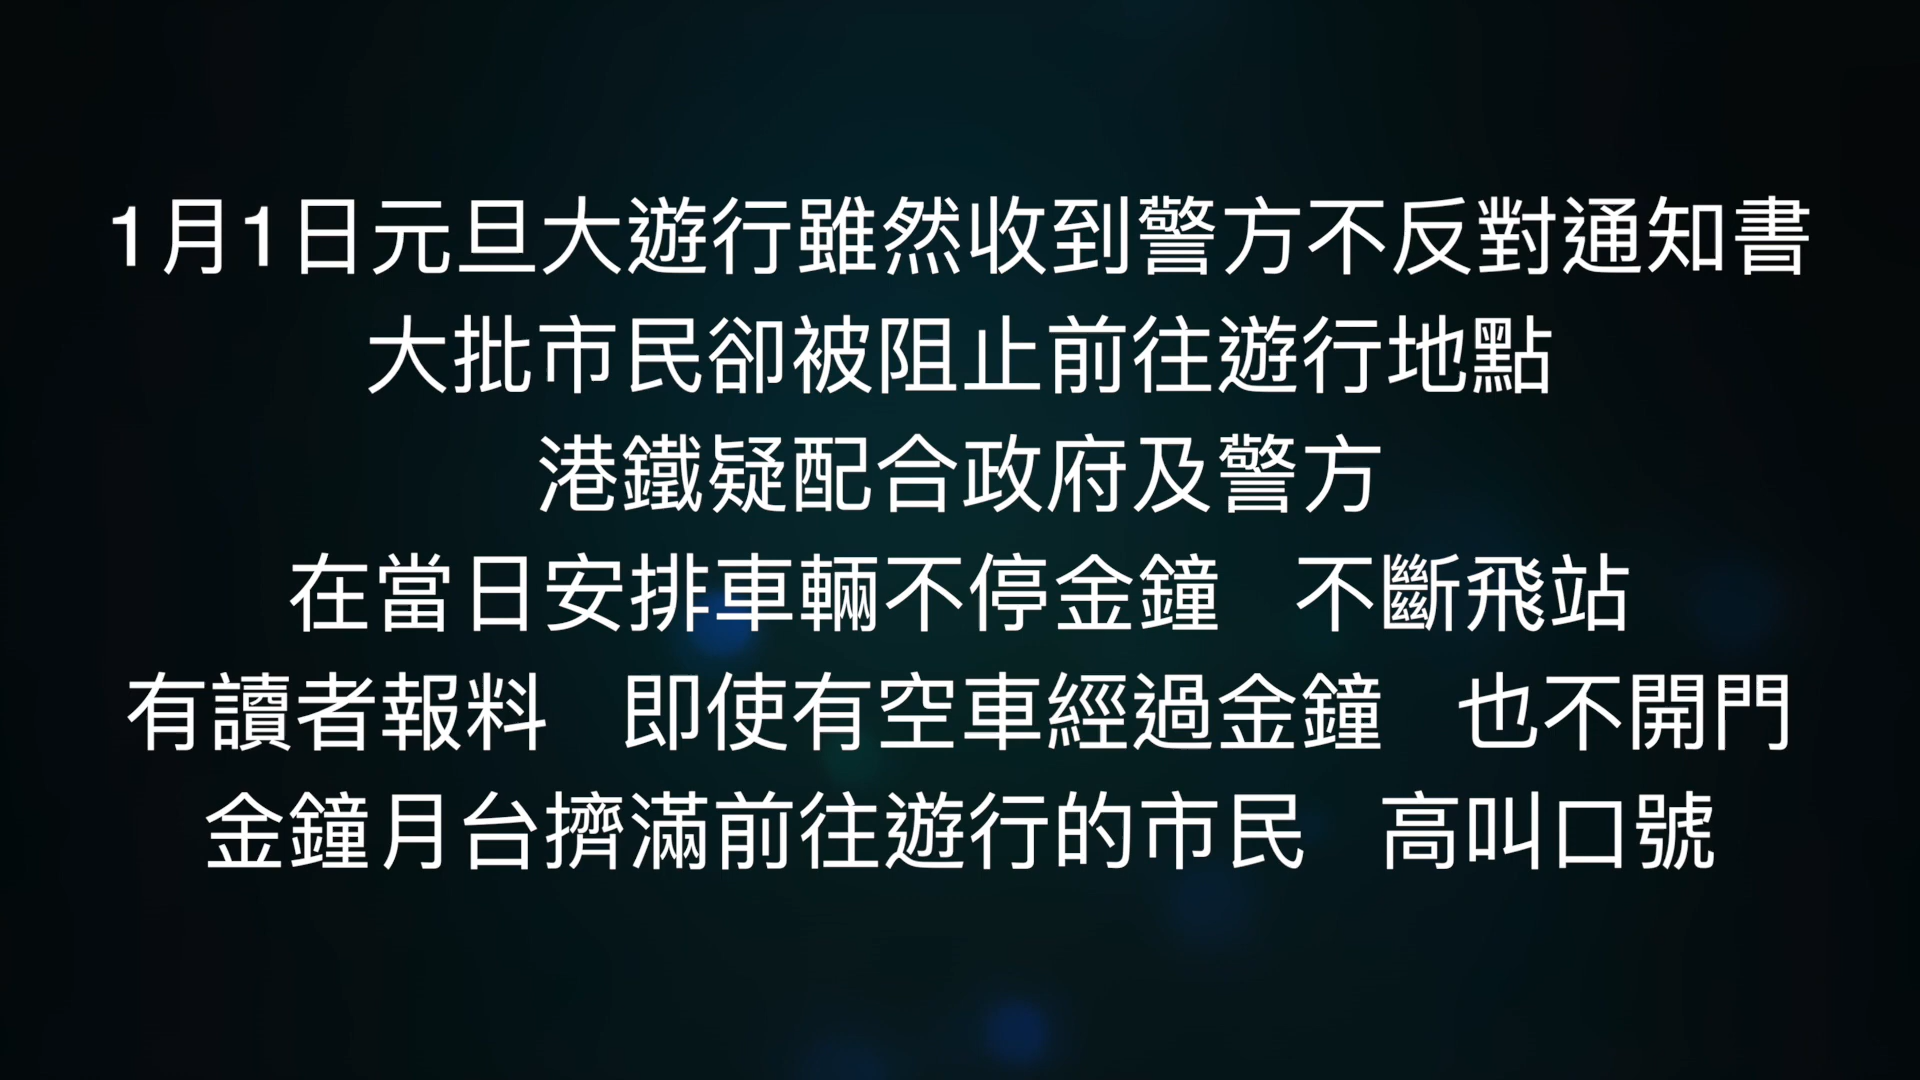 1月1日元旦大遊行雖然收到警方不反對通知書
大批市民卻被阻止前往遊行地點
港鐵疑配合政府及警方
在當日安排車輛不停金鐘　不斷飛站
有讀者報料　即使有空車經過金鐘　也不開門
金鐘月台擠滿前往遊行的市民　高叫口號